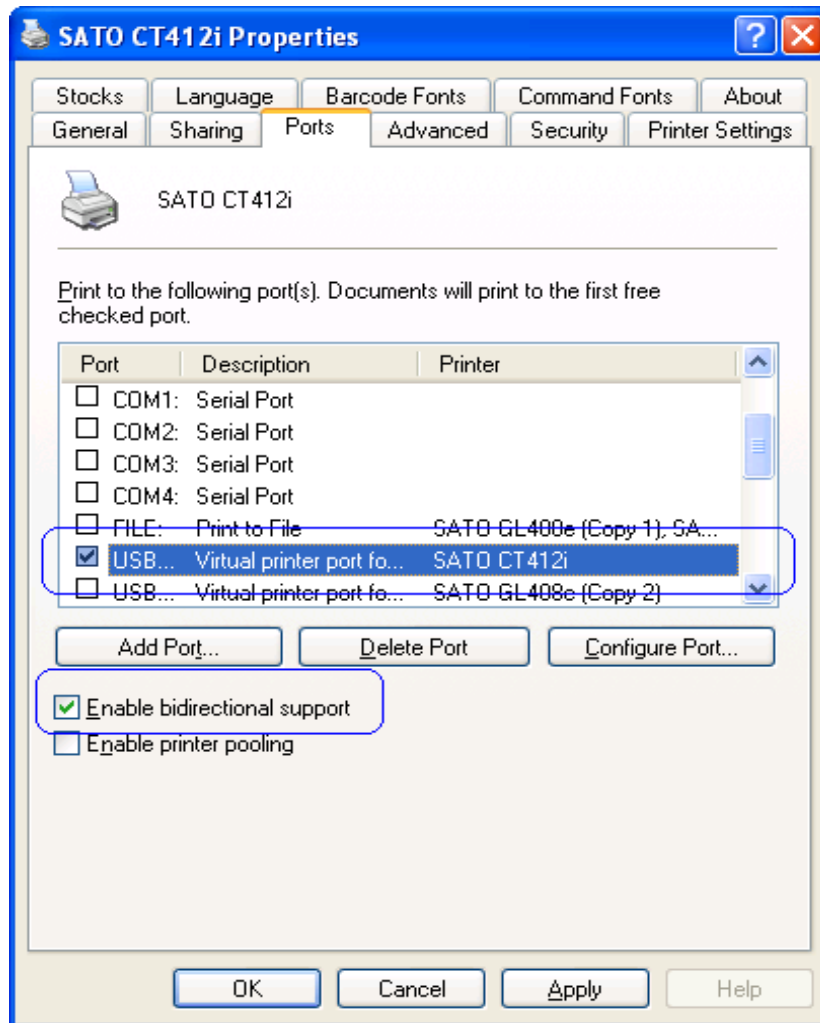 SATO CT412i Properties
Stocks Language Barcode Fonts Command Fonts About
General Sharing Ports Advanced Security Printer Settings
SATO CT412i
Print to the following port(s). Documents will print to the first free
checked port.
Port Description Printer
COM1: Serial Port
COM2: Serial Port
COM3: Serial Port
COM4: Serial Port
FILE: Print to File SATO GL400e (Copy 1), SA...
USB... Virtual printer port fo... SATO CT412i
USB... Virtual printer port fo... SATO GL408e (Copy 2)
Add Port... Delete Port Configure Port...
Enable bidirectional support
Enable printer pooling
OK Cancel Apply Help